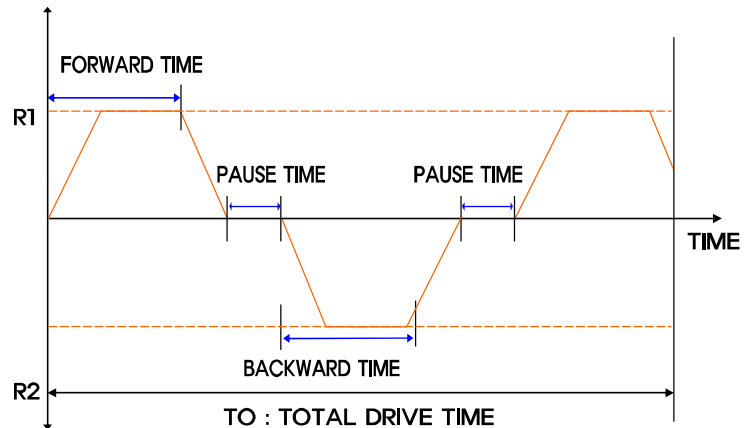 FORWARD TIME
R1
PAUSE TIME
PAUSE TIME
TIME
BACKWARD TIME
R2
TO : TOTAL DRIVE TIME